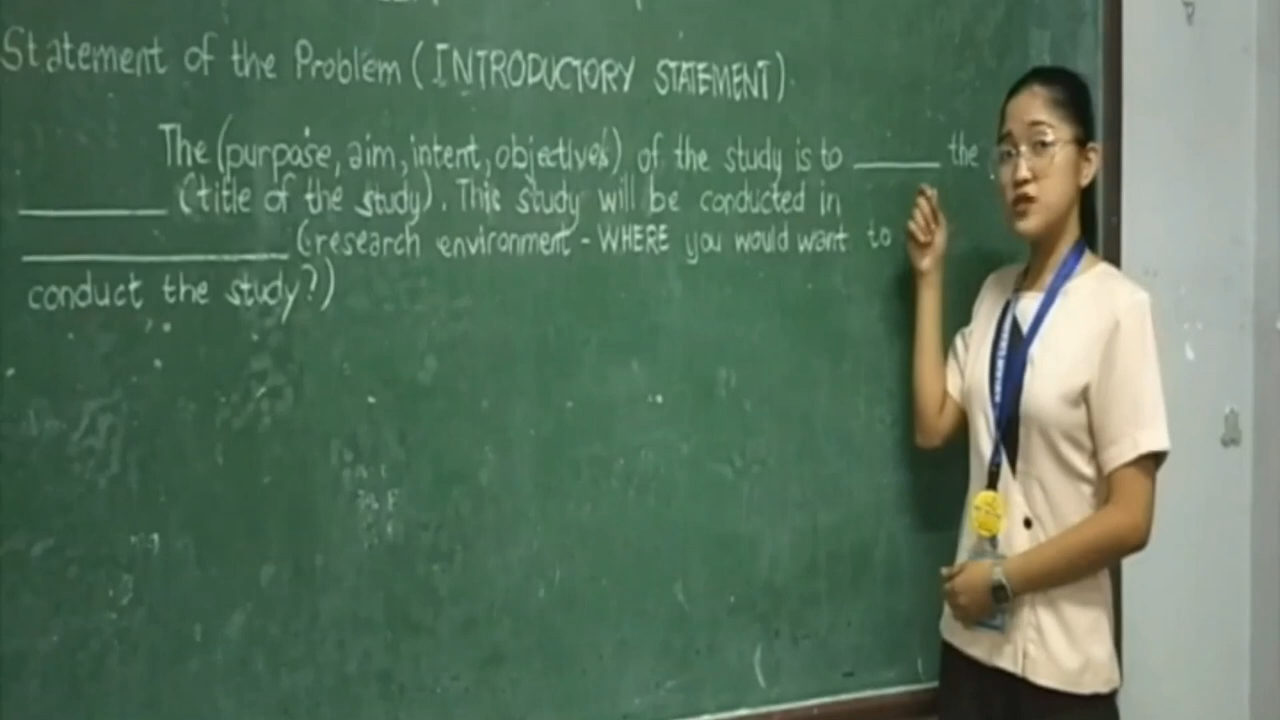 Statement of the Problem (INTRODUCTORY STATEMENT)
The (purpose, aim, intent, objectives) of the study is to ______ the
__________ (title of the study). This study will be conducted in
__________________ (research environment - WHERE you would want to
conduct the study?)